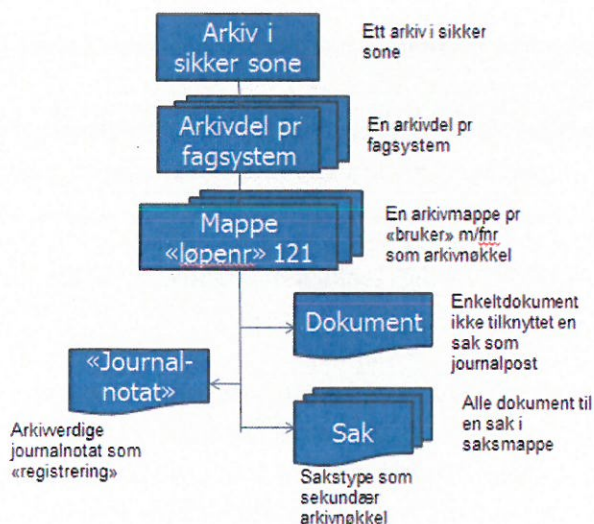 Arkiv i
sikker sone
Ett arkiv i sikker
sone
Arkivdel pr
fagsystem
En arkivdel pr
fagsystem
Mappe
«løpenr» 121
En arkivmappe pr
«bruker» m/fnr
som arkivnøkkel
Dokument
Enkeltdokument
ikke tilknyttet en
sak som
journalpost
«Journal-
notat»
Arkivverdige
journalnotat som
«registrering»
Sak
Alle dokument til
en sak i
saksmappe
Sakstype som
sekundær
arkivnøkkel